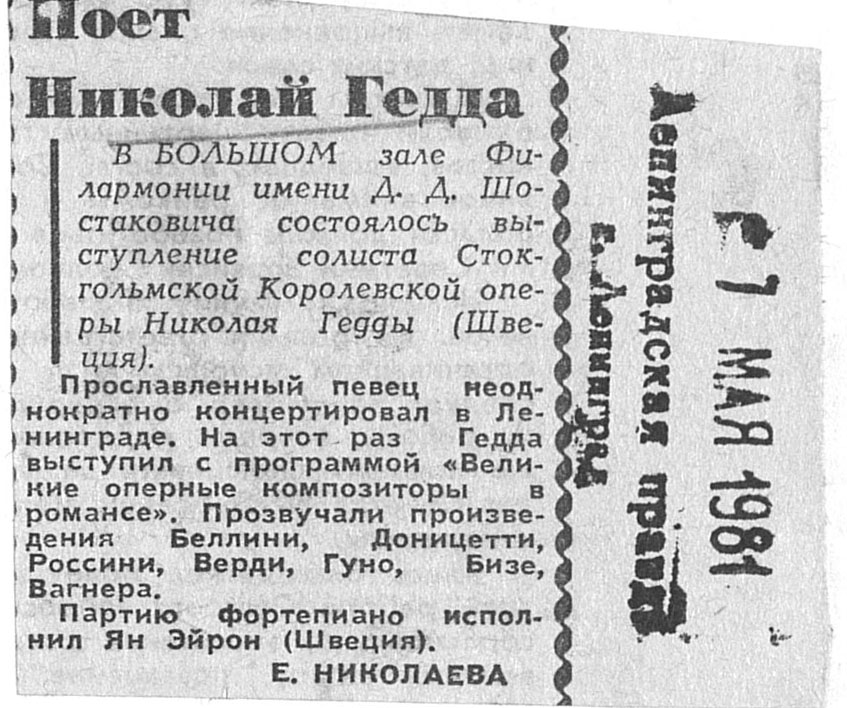 Поет
Николай Гедда
В БОЛЬШОМ зале Фи-
лармонии имени Д. Д. Шо-
стаковича состоялось вы-
ступление солиста Сток-
гольмской Королевской опе-
ры Николая Гедды (Шве-
ция).
Прославленный певец неод-
нократно концертировал в Ле-
нинграде. На этот раз Гедда
выступил с программой «Вели-
кие оперные композиторы в
романсе». Прозвучали произве-
дения Беллини, Доницетти,
Россини, Верди, Гуно, Бизе,
Вагнера.
Партию фортепиано испол-
нил Ян Эйрон (Швеция).
Е. НИКОЛАЕВА
Ленинградская правда
г. Ленинград
7 МАЯ 1981